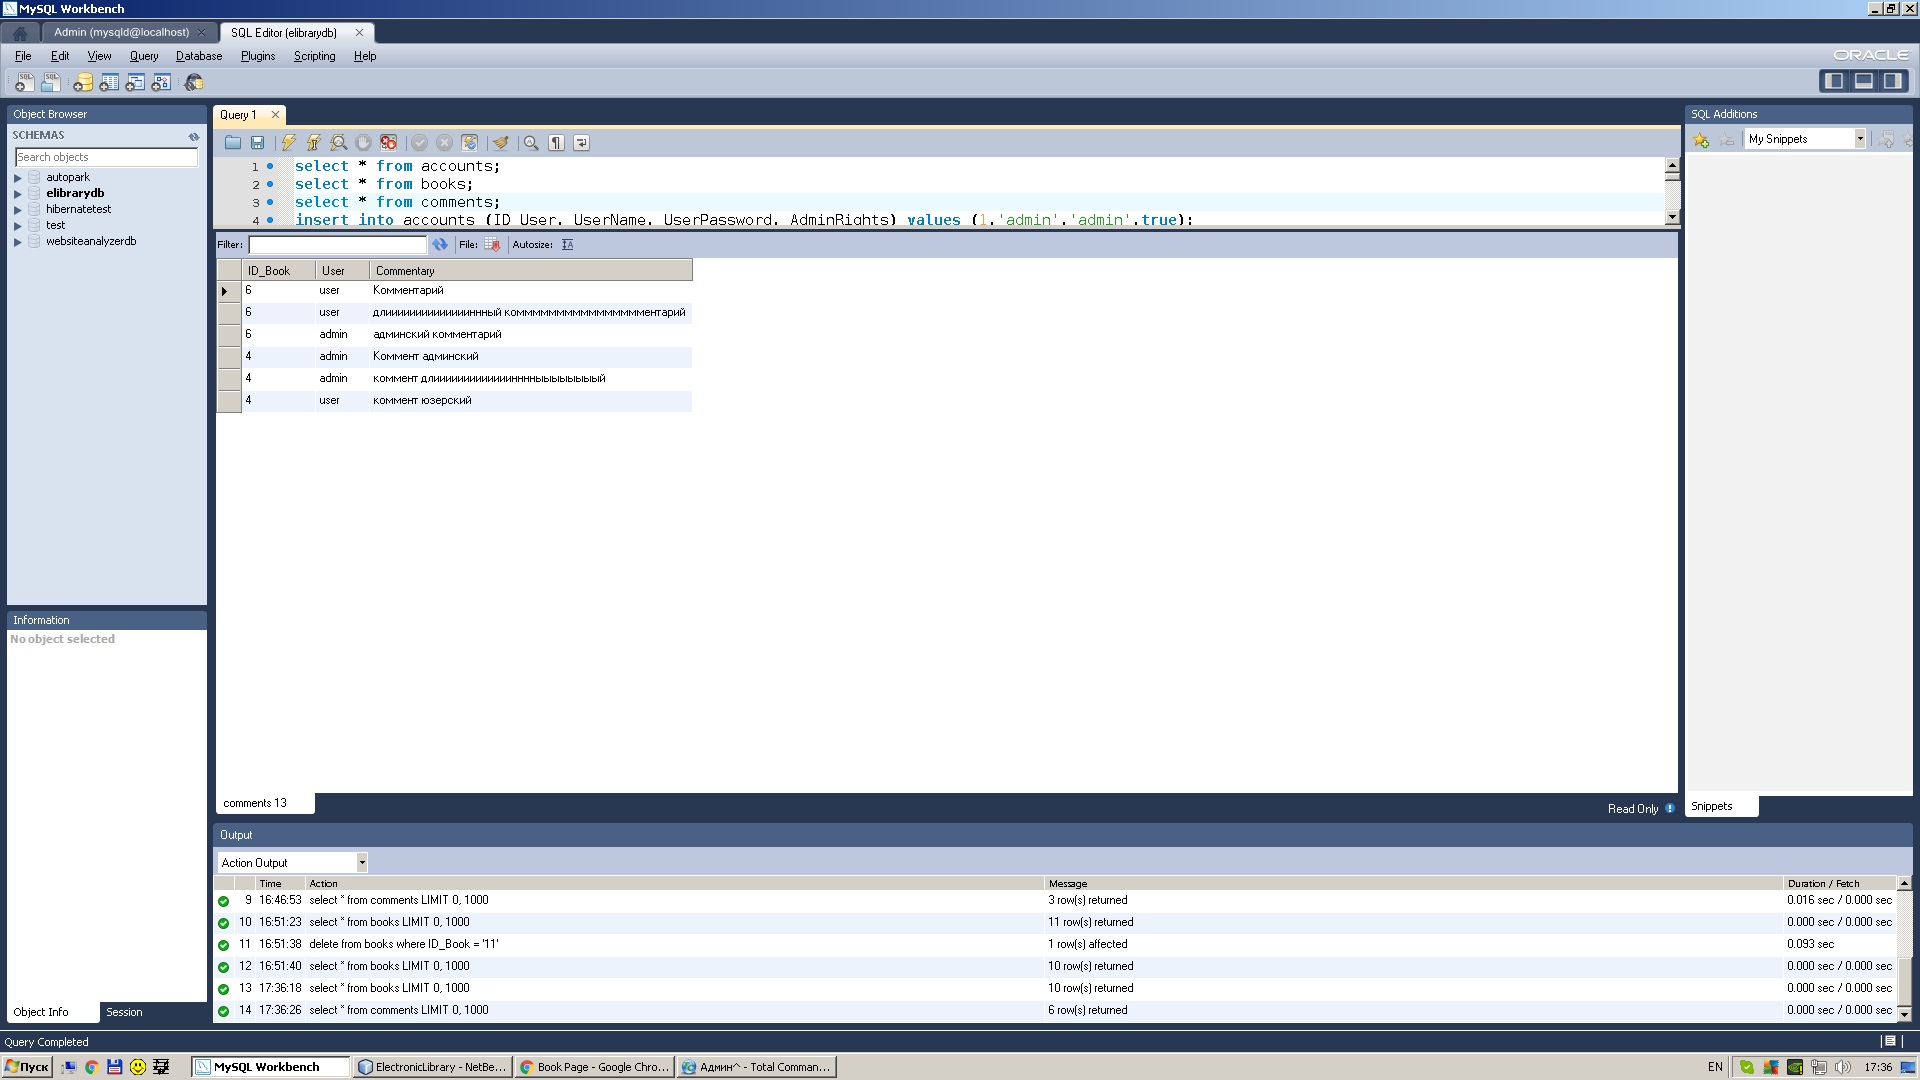 MySQL Workbench
Admin (mysqld@localhost)
SQL Editor (elibrarydb)
File Edit View Query Database Plugins Scripting Help
ORACLE
Object Browser
SCHEMAS
Search objects
autopark
elibrarydb
hibernatetest
test
websiteanalyzerdb
Information
No object selected
Object Info
Session
Query 1
1 select * from accounts;
2 select * from books;
3 select * from comments;
4 insert into accounts (ID_User, UserName, UserPassword, AdminRights) values (1,'admin','admin',true);
Filter:
File:
Autosize:
ID_Book User Commentary
6 user Комментарий
6 user длиииииииииииииннный коммммммммммммммммментарий
6 admin админский комментарий
4 admin Коммент админский
4 admin коммент длиииииииииииинннныыыыыыый
4 user коммент юзерский
comments 13
Read Only
SQL Additions
My Snippets
Snippets
Output
Action Output
Time Action Message Duration / Fetch
9 16:46:53 select * from comments LIMIT 0, 1000 3 row(s) returned 0.016 sec / 0.000 sec
10 16:51:23 select * from books LIMIT 0, 1000 11 row(s) returned 0.000 sec / 0.000 sec
11 16:51:38 delete from books where ID_Book = '11' 1 row(s) affected 0.093 sec
12 16:51:40 select * from books LIMIT 0, 1000 10 row(s) returned 0.000 sec / 0.000 sec
13 17:36:18 select * from books LIMIT 0, 1000 10 row(s) returned 0.000 sec / 0.000 sec
14 17:36:26 select * from comments LIMIT 0, 1000 6 row(s) returned 0.000 sec / 0.000 sec
Query Completed
Пуск
MySQL Workbench
ElectronicLibrary - NetBe...
Book Page - Google Chro...
Админ^ - Total Comman...
EN
17:36